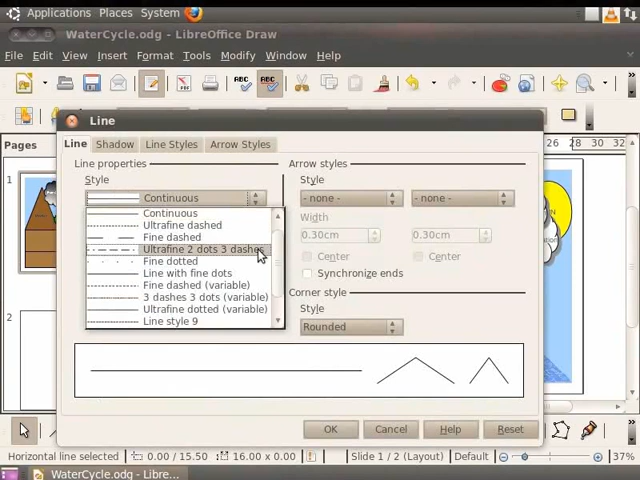 Applications Places System
WaterCycle.odg - LibreOffice Draw
File Edit View Insert Format Tools Modify Window Help
Line
Pages
28 30
Line Shadow Line Styles Arrow Styles
Line properties
Arrow styles
Style
Style
Continuous
- none -
- none -
Continuous
Ultrafine dashed
Fine dashed
Ultrafine 2 dots 3 dashes
Fine dotted
Line with fine dots
Fine dashed (variable)
3 dashes 3 dots (variable)
Ultrafine dotted (variable)
Line style 9
Width
0.30cm
0.30cm
Center
Center
Synchronize ends
Corner style
Style
Rounded
1
2
OK Cancel Help Reset
Horizontal line selected 0.00 / 15.50 16.00 x 0.00 Slide 1 / 2 (Layout) Default 37%
WaterCycle.odg - Libre...